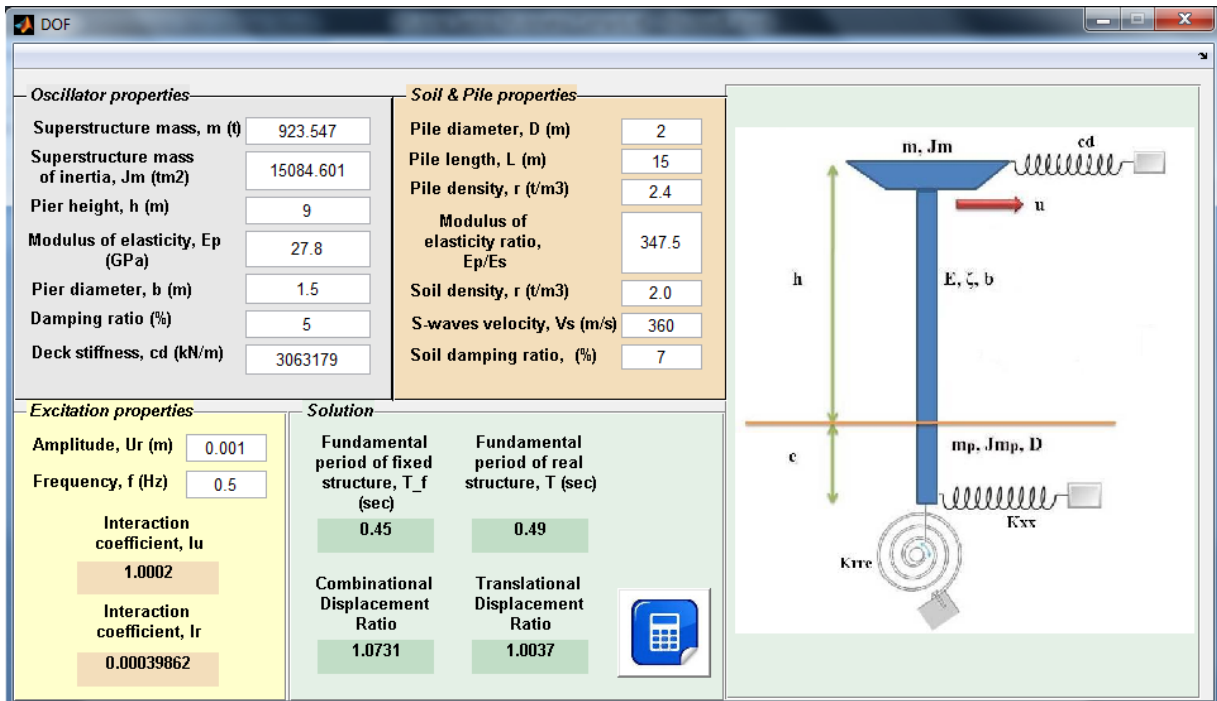 DOF
Oscillator properties
Superstructure mass, m (t)
923.547
Superstructure mass
of inertia, Jm (tm2)
15084.601
Pier height, h (m)
9
Modulus of elasticity, Ep
(GPa)
27.8
Pier diameter, b (m)
1.5
Damping ratio (%)
5
Deck stiffness, cd (kN/m)
3063179
Soil & Pile properties
Pile diameter, D (m)
2
Pile length, L (m)
15
Pile density, r (t/m3)
2.4
Modulus of
elasticity ratio,
Ep/Es
347.5
Soil density, r (t/m3)
2.0
S-waves velocity, Vs (m/s)
360
Soil damping ratio, (%)
7
Excitation properties
Amplitude, Ur (m)
0.001
Frequency, f (Hz)
0.5
Interaction
coefficient, Iu
1.0002
Interaction
coefficient, Ir
0.00039862
Solution
Fundamental
period of fixed
structure, T_f
(sec)
0.45
Fundamental
period of real
structure, T (sec)
0.49
Combinational
Displacement
Ratio
1.0731
Translational
Displacement
Ratio
1.0037
m, Jm
cd
u
h
E, ζ, b
mp, Jmp, D
e
Kxx
Krre